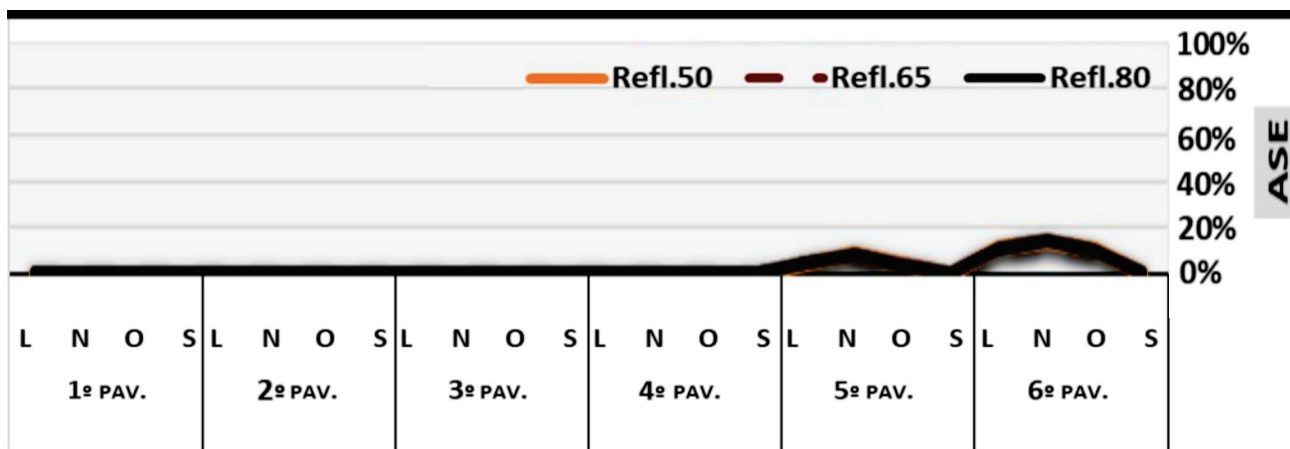 Refl.50 Refl.65 Refl.80
100%
80%
60%
40%
20%
0%
ASE
L N O S L N O S L N O S L N O S L N O S L N O S
1º PAV. 2º PAV. 3º PAV. 4º PAV. 5º PAV. 6º PAV.